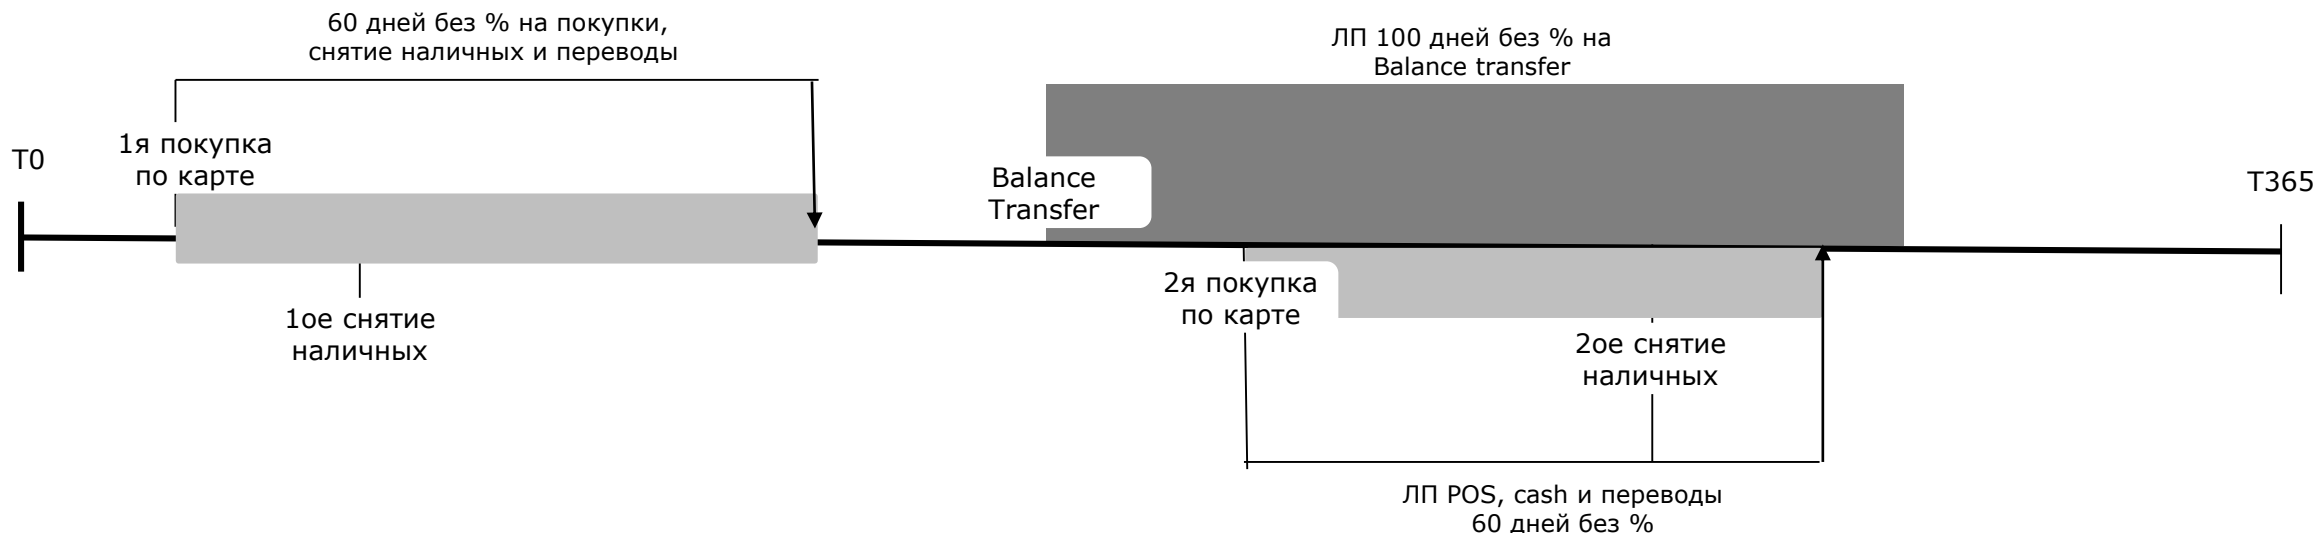 60 дней без % на покупки,
снятие наличных и переводы
ЛП 100 дней без % на
Balance transfer
T0
1я покупка
по карте
Balance
Transfer
T365
1ое снятие
наличных
2я покупка
по карте
2ое снятие
наличных
ЛП POS, cash и переводы
60 дней без %